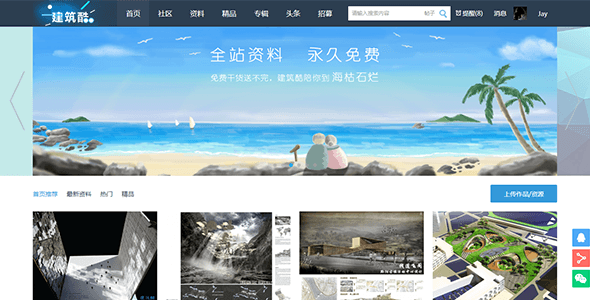 建筑酷
首页 社区 资料 精品 专辑 头条 招募
请输入搜索内容 帖子
提醒(8) 消息 Jay
全站资料 永久免费
免费干货送不完，建筑酷陪你到海枯石烂
首页推荐 最新资料 热门 精品
上传作品/资源